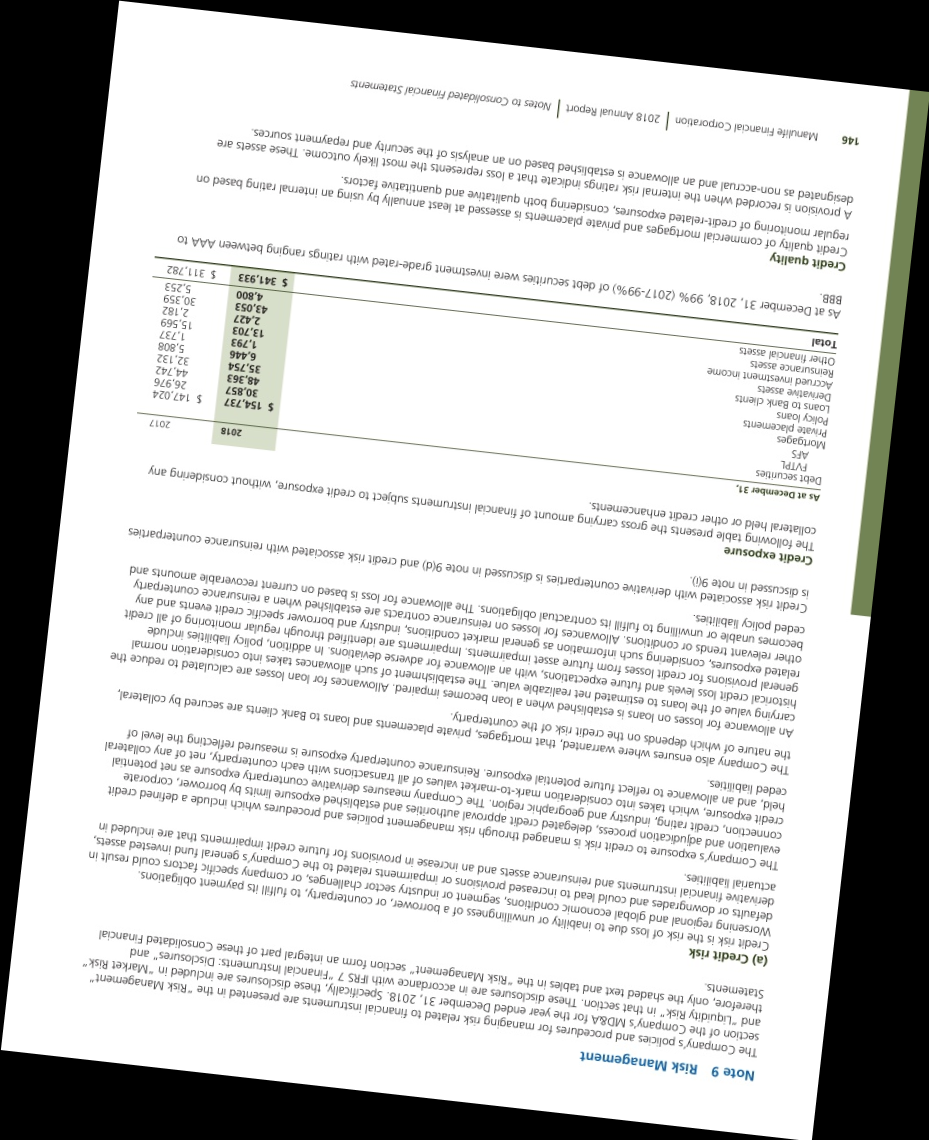 Note 9 Risk Management
The Company’s policies and procedures for managing risk related to financial instruments are presented in the “Risk Management”
section of the Company’s MD&A for the year ended December 31, 2018. Specifically, these disclosures are included in “Market Risk”
and “Liquidity Risk” in that section. These disclosures are in accordance with IFRS 7 “Financial Instruments: Disclosures” and
therefore, only the shaded text and tables in the “Risk Management” section form an integral part of these Consolidated Financial
Statements.
(a) Credit risk
Credit risk is the risk of loss due to inability or unwillingness of a borrower, or counterparty, to fulfill its payment obligations.
Worsening regional and global economic conditions, segment or industry sector challenges, or company specific factors could result in
defaults or downgrades and could lead to increased provisions or impairments related to the Company’s general fund invested assets,
derivative financial instruments and reinsurance assets and an increase in provisions for future credit impairments that are included in
actuarial liabilities.
The Company’s exposure to credit risk is managed through risk management policies and procedures which include a defined credit
evaluation and adjudication process, delegated credit approval authorities and established exposure limits by borrower, corporate
connection, credit rating, industry and geographic region. The Company measures derivative counterparty exposure as net potential
credit exposure, which takes into consideration mark-to-market values of all transactions with each counterparty, net of any collateral
held, and an allowance to reflect future potential exposure. Reinsurance counterparty exposure is measured reflecting the level of
ceded liabilities.
The Company also ensures where warranted, that mortgages, private placements and loans to Bank clients are secured by collateral,
the nature of which depends on the credit risk of the counterparty.
An allowance for losses on loans is established when a loan becomes impaired. Allowances for loan losses are calculated to reduce the
carrying value of the loans to estimated net realizable value. The establishment of such allowances takes into consideration normal
historical credit loss levels and future expectations, with an allowance for adverse deviations. In addition, policy liabilities include
general provisions for credit losses from future asset impairments. Impairments are identified through regular monitoring of all credit
related exposures, considering such information as general market conditions, industry and borrower specific credit events and any
other relevant trends or conditions. Allowances for losses on reinsurance contracts are established when a reinsurance counterparty
becomes unable or unwilling to fulfill its contractual obligations. The allowance for loss is based on current recoverable amounts and
ceded policy liabilities.
Credit risk associated with derivative counterparties is discussed in note 9(d) and credit risk associated with reinsurance counterparties
is discussed in note 9(i).
Credit exposure
The following table presents the gross carrying amount of financial instruments subject to credit exposure, without considering any
collateral held or other credit enhancements.
As at December 31, 2018 2017
Debt securities
FVTPL $ 154,737 $ 147,024
AFS 30,857 26,976
Mortgages 48,363 44,742
Private placements 35,754 32,132
Policy loans 6,446 5,808
Loans to Bank clients 1,793 1,737
Derivative assets 13,703 15,569
Accrued investment income 2,427 2,182
Reinsurance assets 43,053 30,359
Other financial assets 4,800 5,253
Total $ 341,933 $ 311,782
As at December 31, 2018, 99% (2017-99%) of debt securities were investment grade-rated with ratings ranging between AAA to
BBB.
Credit quality
Credit quality of commercial mortgages and private placements is assessed at least annually by using an internal rating based on
regular monitoring of credit-related exposures, considering both qualitative and quantitative factors.
A provision is recorded when the internal risk ratings indicate that a loss represents the most likely outcome. These assets are
designated as non-accrual and an allowance is established based on an analysis of the security and repayment sources.
146 Manulife Financial Corporation | 2018 Annual Report | Notes to Consolidated Financial Statements